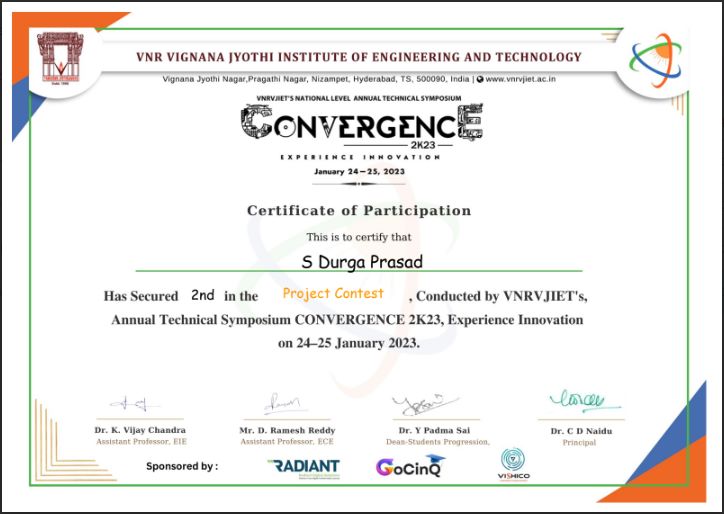 VNR VIGNANA JYOTHI INSTITUTE OF ENGINEERING AND TECHNOLOGY
Vignana Jyothi Nagar,Pragathi Nagar, Nizampet, Hyderabad, TS, 500090, India | www.vnrvjiet.ac.in
VNRVJIET'S NATIONAL LEVEL ANNUAL TECHNICAL SYMPOSIUM
CONVERGENCE
2K23
EXPERIENCE INNOVATION
January 24-25, 2023
Certificate of Participation
This is to certify that
S Durga Prasad
Has Secured 2nd in the Project Contest , Conducted by VNRVJIET's,
Annual Technical Symposium CONVERGENCE 2K23, Experience Innovation
on 24–25 January 2023.
Dr. K. Vijay Chandra Mr. D. Ramesh Reddy Dr. Y Padma Sai Dr. C D Naidu
Assistant Professor, EIE Assistant Professor, ECE Dean-Students Progression, Principal
Sponsored by : RADIANT GoCinQ VISHICO